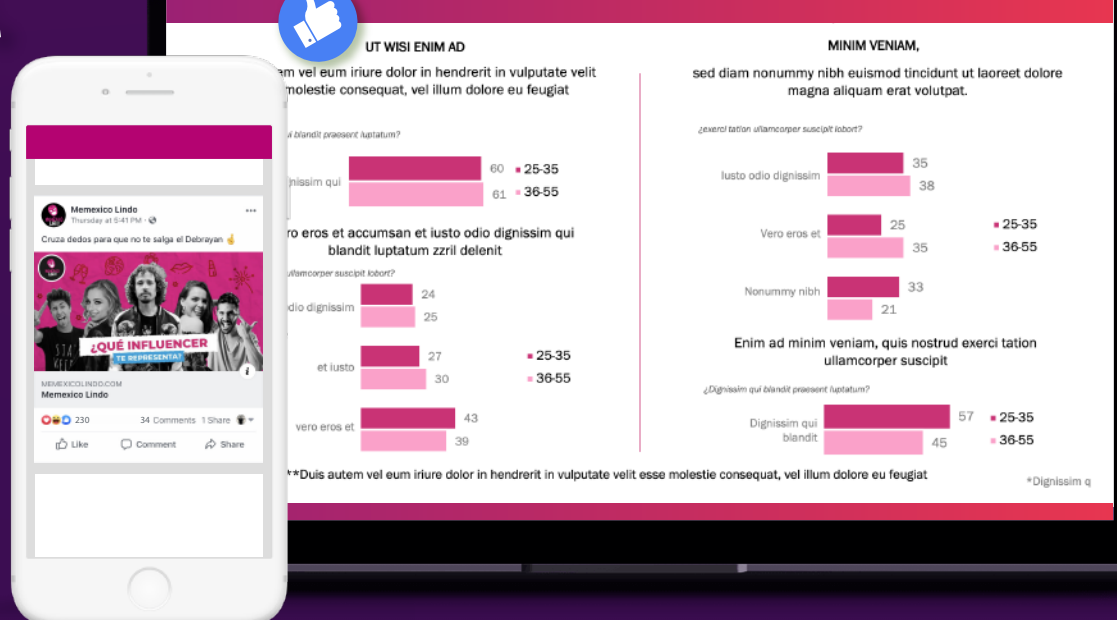 Memexico Lindo
Thursday at 5:41 PM
Cruza dedos para que no te salga el Debrayan
¿QUÉ INFLUENCER
TE REPRESENTA?
MEMEXICOLINDO.COM
Memexico Lindo
230 34 Comments 1 Share
Like Comment Share
UT WISI ENIM AD
vel eum iriure dolor in hendrerit in vulputate velit
molestie consequat, vel illum dolore eu feugiat
blandit praesent luptatum?
qui 60 25-35
61 36-55
eros et accumsan et iusto odio dignissim qui
blandit luptatum zzril delenit
suscipit lobort?
dignissim 24
25
et iusto 27 25-35
30 36-55
vero eros et 43
39
MINIM VENIAM,
sed diam nonummy nibh euismod tincidunt ut laoreet dolore
magna aliquam erat volutpat.
¿exerci tation ullamcorper suscipit lobort?
Iusto odio dignissim 35
38
Vero eros et 25 25-35
35 36-55
Nonummy nibh 33
21
Enim ad minim veniam, quis nostrud exerci tation
ullamcorper suscipit
¿Dignissim qui blandit praesent luptatum?
Dignissim qui 57 25-35
blandit 45 36-55
**Duis autem vel eum iriure dolor in hendrerit in vulputate velit esse molestie consequat, vel illum dolore eu feugiat
*Dignissim q